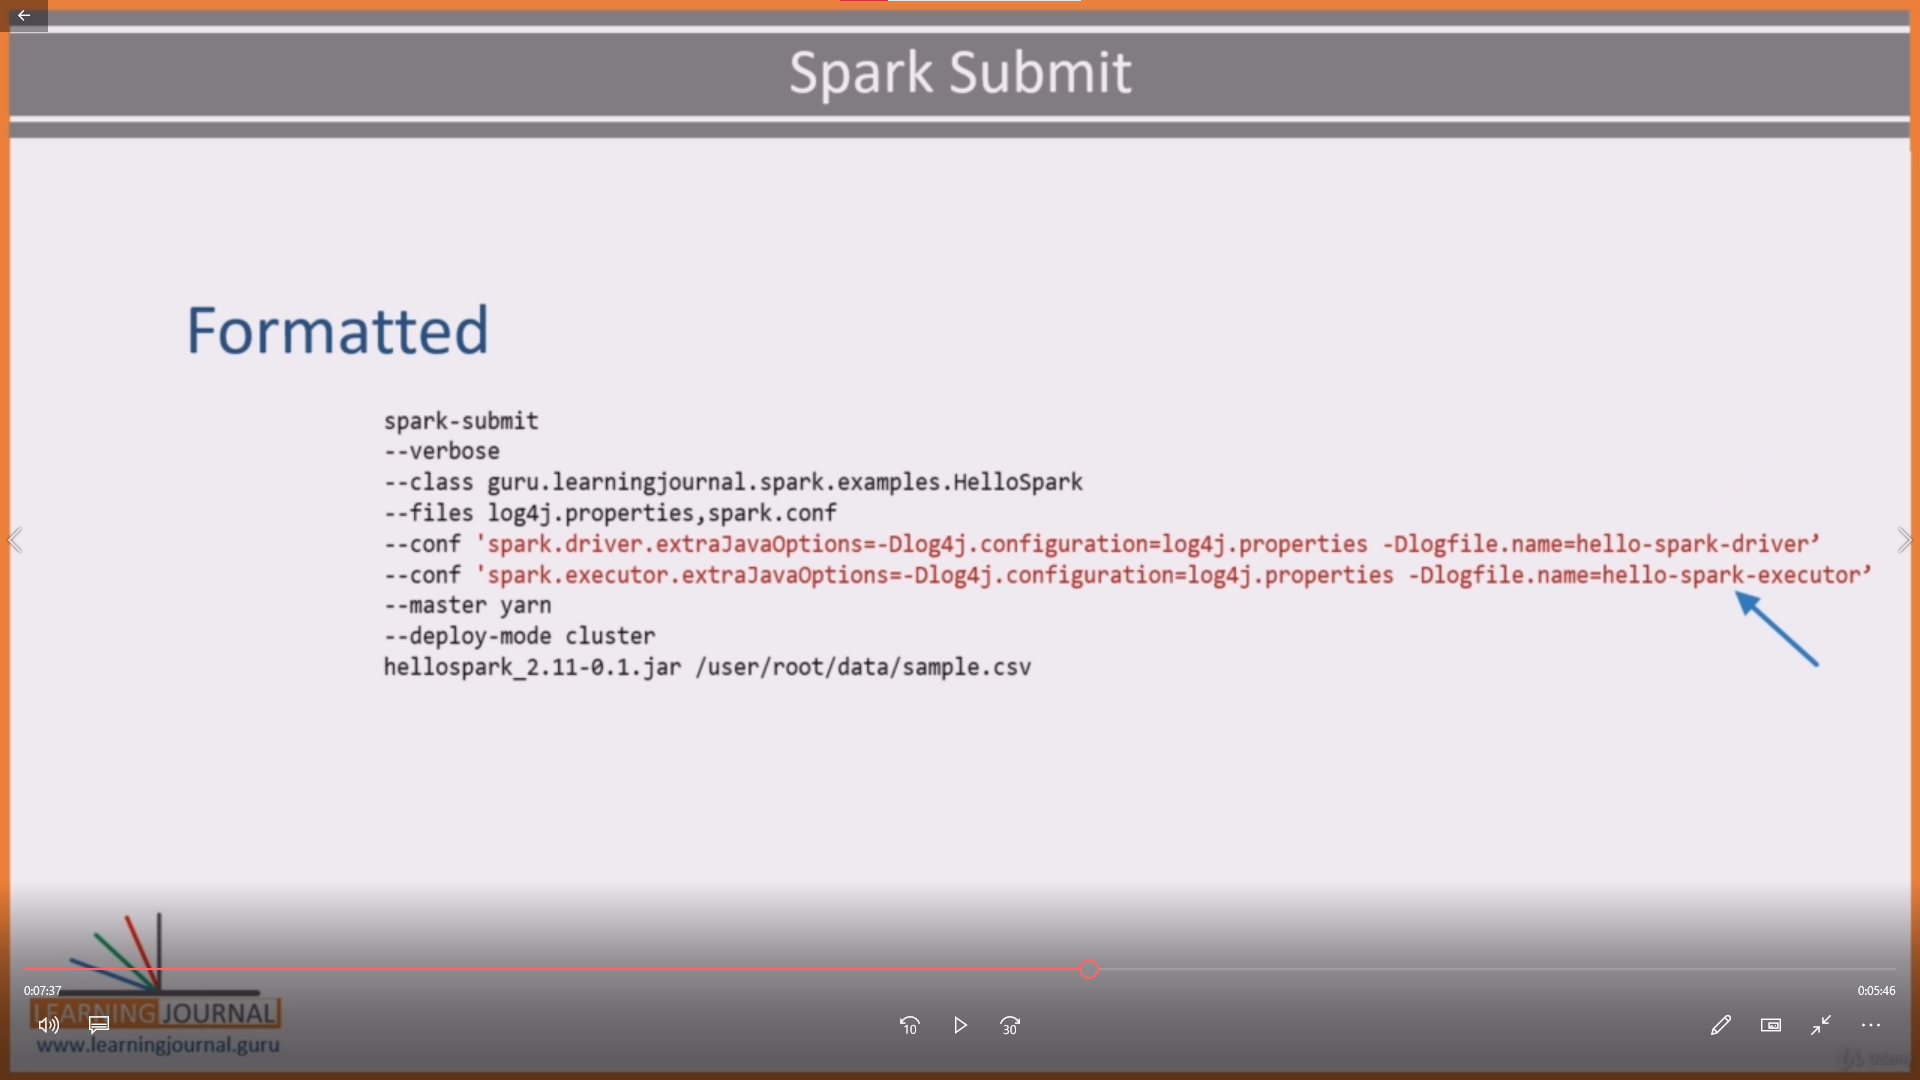 Spark Submit
Formatted
spark-submit
--verbose
--class guru.learningjournal.spark.examples.HelloSpark
--files log4j.properties,spark.conf
--conf 'spark.driver.extraJavaOptions=-Dlog4j.configuration=log4j.properties -Dlogfile.name=hello-spark-driver’
--conf 'spark.executor.extraJavaOptions=-Dlog4j.configuration=log4j.properties -Dlogfile.name=hello-spark-executor’
--master yarn
--deploy-mode cluster
hellospark_2.11-0.1.jar /user/root/data/sample.csv
0:07:37
0:05:46
LEARNING JOURNAL
10
30
www.learningjournal.guru